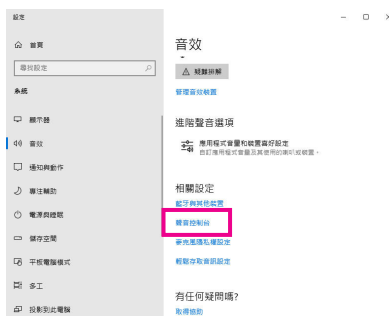 設定
首頁
尋找設定
系統
顯示器
音效
通知與動作
專注輔助
電源與睡眠
儲存空間
平板電腦模式
多工
投影到此電腦
音效
疑難排解
管理音效裝置
進階聲音選項
應用程式音量和裝置喜好設定
自訂應用程式音量及其使用的喇叭或裝置。
相關設定
藍牙與其他裝置
聲音控制台
麥克風隱私權設定
輕鬆存取音訊設定
有任何疑問嗎?
取得協助